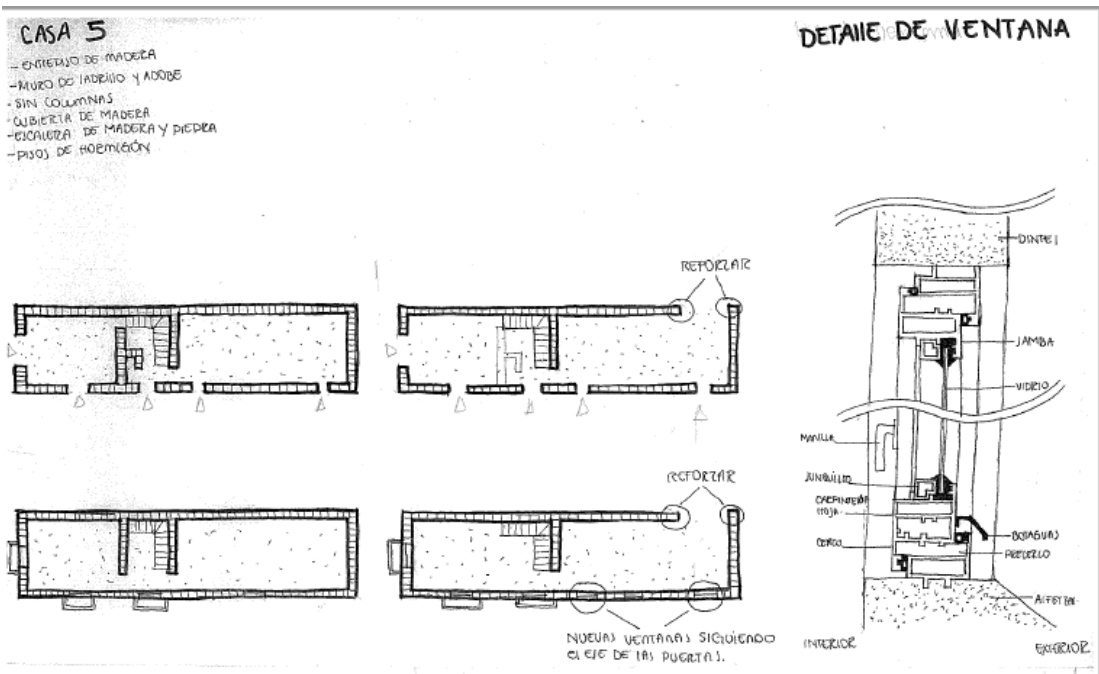 CASA 5
- ENTREPISO DE MADERA
- MURO DE LADRILLO Y ADOBE
- SIN COLUMNAS
- CUBIERTA DE MADERA
- ESCALERA DE MADERA Y PIEDRA
- PISOS DE HORMIGÓN
DETALLE DE VENTANA
REFORZAR
REFORZAR
NUEVAS VENTANAS SIGUIENDO
EL EJE DE LAS PUERTAS.
DINTEL
JAMBA
VIDRIO
MANILLA
JUNQUILLO
CARPINTERÍA
HOJA
CERCO
BOTAGUAS
PRECERCO
INTERIOR
EXTERIOR